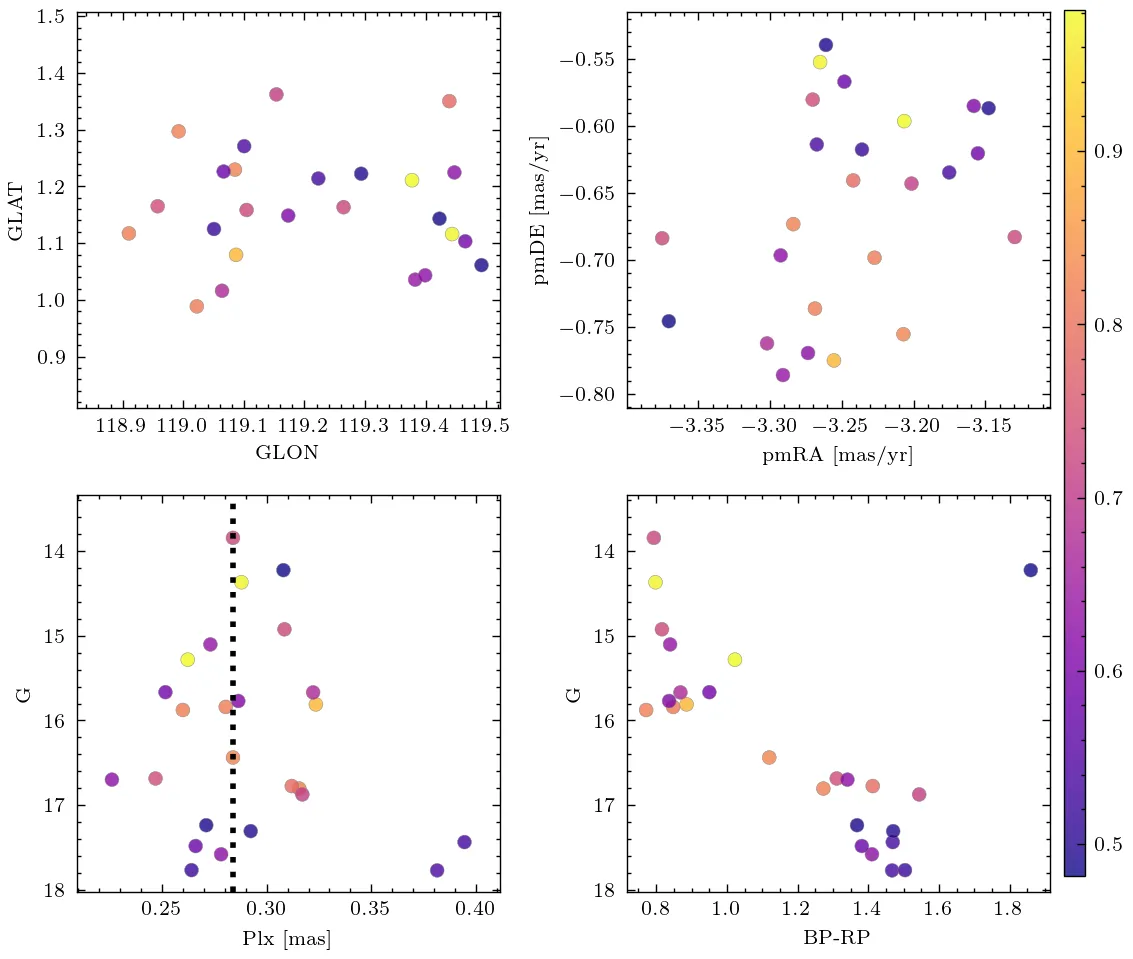 1.5
1.4
1.3
1.2
1.1
1.0
0.9
GLAT
118.9 119.0 119.1 119.2 119.3 119.4 119.5
GLON
−0.55
−0.60
−0.65
−0.70
−0.75
−0.80
pmDE [mas/yr]
−3.35 −3.30 −3.25 −3.20 −3.15
pmRA [mas/yr]
0.9
0.8
0.7
0.6
0.5
14
15
16
17
18
G
0.25 0.30 0.35 0.40
Plx [mas]
14
15
16
17
18
G
0.8 1.0 1.2 1.4 1.6 1.8
BP-RP